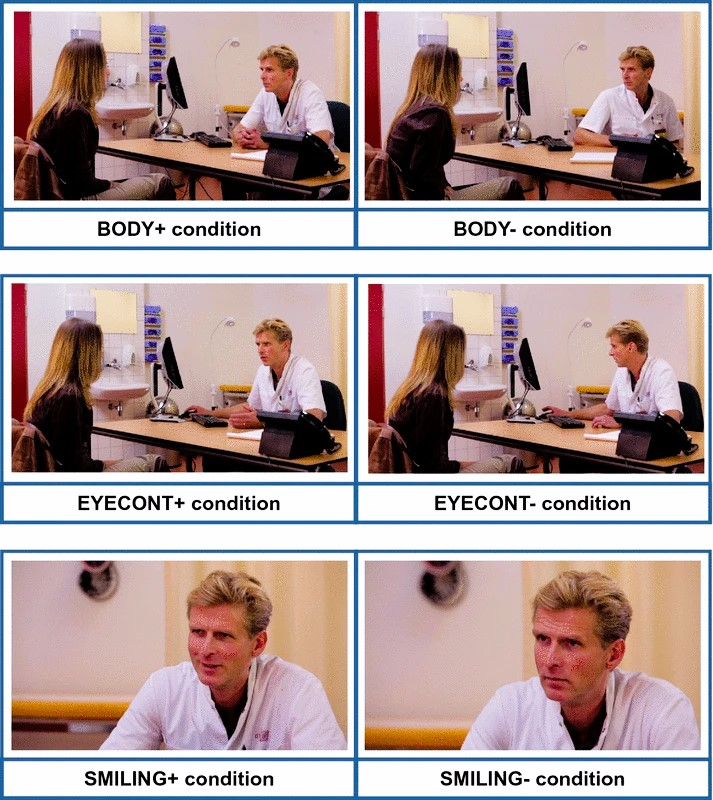 BODY+ condition
BODY- condition
EYECONT+ condition
EYECONT- condition
SMILING+ condition
SMILING- condition